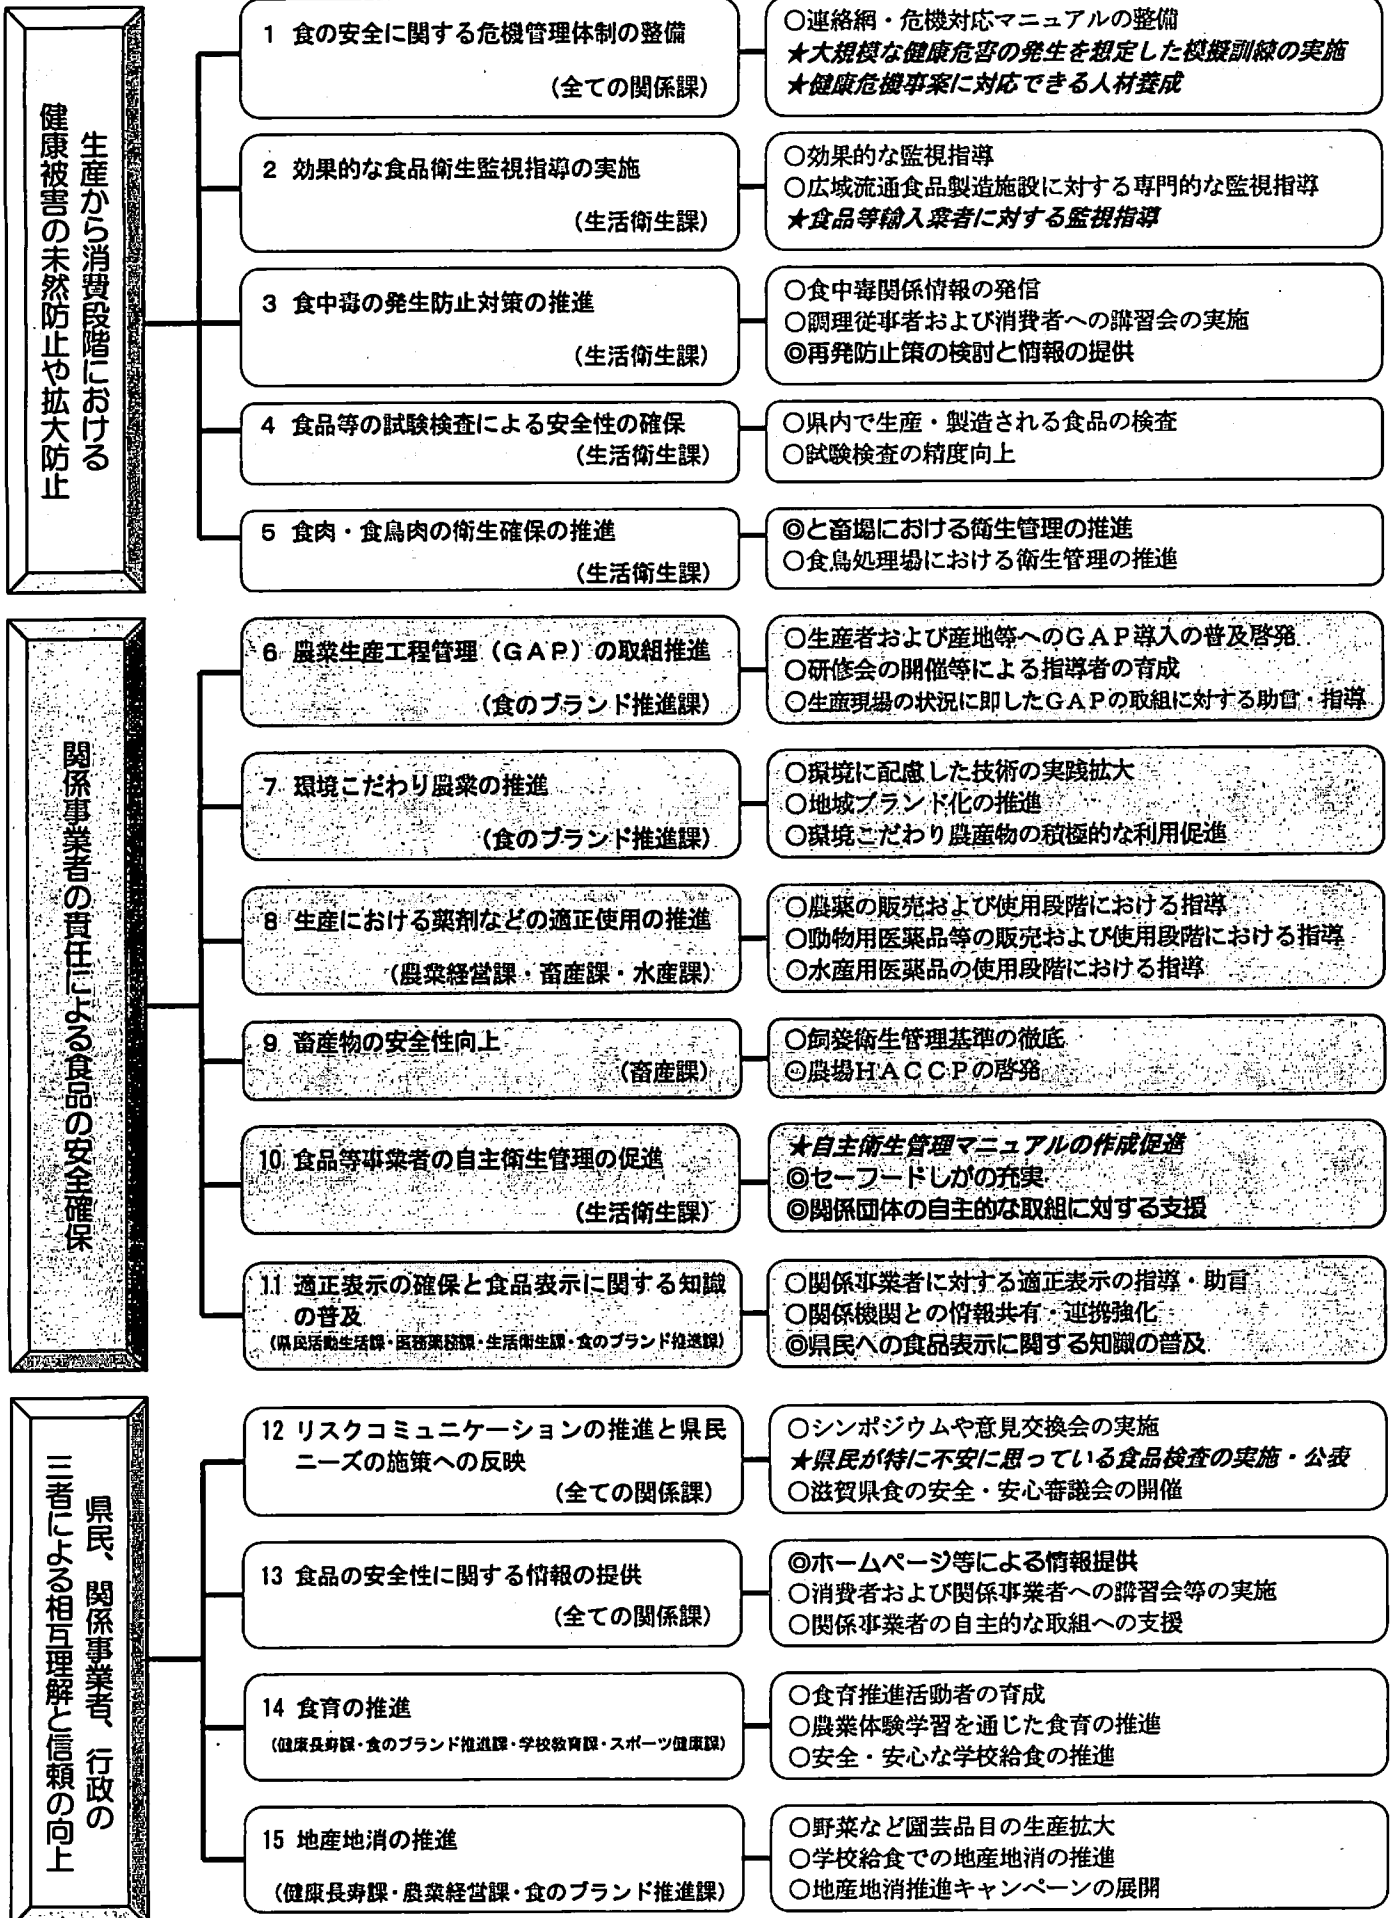 生産から消費段階における
健康被害の未然防止や拡大防止
1 食の安全に関する危機管理体制の整備
(全ての関係課)
○連絡網・危機対応マニュアルの整備
★大規模な健康危害の発生を想定した模擬訓練の実施
★健康危機事案に対応できる人材養成
2 効果的な食品衛生監視指導の実施
(生活衛生課)
○効果的な監視指導
○広域流通食品製造施設に対する専門的な監視指導
★食品等輸入業者に対する監視指導
3 食中毒の発生防止対策の推進
(生活衛生課)
○食中毒関係情報の発信
○調理従事者および消費者への講習会の実施
◎再発防止策の検討と情報の提供
4 食品等の試験検査による安全性の確保
(生活衛生課)
○県内で生産・製造される食品の検査
○試験検査の精度向上
5 食肉・食鳥肉の衛生確保の推進
(生活衛生課)
◎と畜場における衛生管理の推進
○食鳥処理場における衛生管理の推進
関係事業者の責任による食品の安全確保
6 農業生産工程管理(GAP)の取組推進
(食のブランド推進課)
○生産者および産地等へのGAP導入の普及啓発
○研修会の開催等による指導者の育成
○生産現場の状況に即したGAPの取組に対する助言・指導
7 環境こだわり農業の推進
(食のブランド推進課)
○環境に配慮した技術の実践拡大
○地域ブランド化の推進
○環境こだわり農産物の積極的な利用促進
8 生産における薬剤などの適正使用の推進
(農業経営課・畜産課・水産課)
○農薬の販売および使用段階における指導
○動物用医薬品等の販売および使用段階における指導
○水産用医薬品の使用段階における指導
9 畜産物の安全性向上
(畜産課)
○飼養衛生管理基準の徹底
○農場HACCPの啓発
10 食品等事業者の自主衛生管理の促進
(生活衛生課)
★自主衛生管理マニュアルの作成促進
◎セーフードしがの充実
◎関係団体の自主的な取組に対する支援
11 適正表示の確保と食品表示に関する知識
の普及
(県民活動生活課・医務薬務課・生活衛生課・食のブランド推進課)
○関係事業者に対する適正表示の指導・助言
○関係機関との情報共有・連携強化
◎県民への食品表示に関する知識の普及
県民、関係事業者、行政の
三者による相互理解と信頼の向上
12 リスクコミュニケーションの推進と県民
ニーズの施策への反映
(全ての関係課)
○シンポジウムや意見交換会の実施
★県民が特に不安に思っている食品検査の実施・公表
○滋賀県食の安全・安心審議会の開催
13 食品の安全性に関する情報の提供
(全ての関係課)
◎ホームページ等による情報提供
○消費者および関係事業者への講習会等の実施
○関係事業者の自主的な取組への支援
14 食育の推進
(健康長寿課・食のブランド推進課・学校教育課・スポーツ健康課)
○食育推進活動者の育成
○農業体験学習を通じた食育の推進
○安全・安心な学校給食の推進
15 地産地消の推進
(健康長寿課・農業経営課・食のブランド推進課)
○野菜など園芸品目の生産拡大
○学校給食での地産地消の推進
○地産地消推進キャンペーンの展開